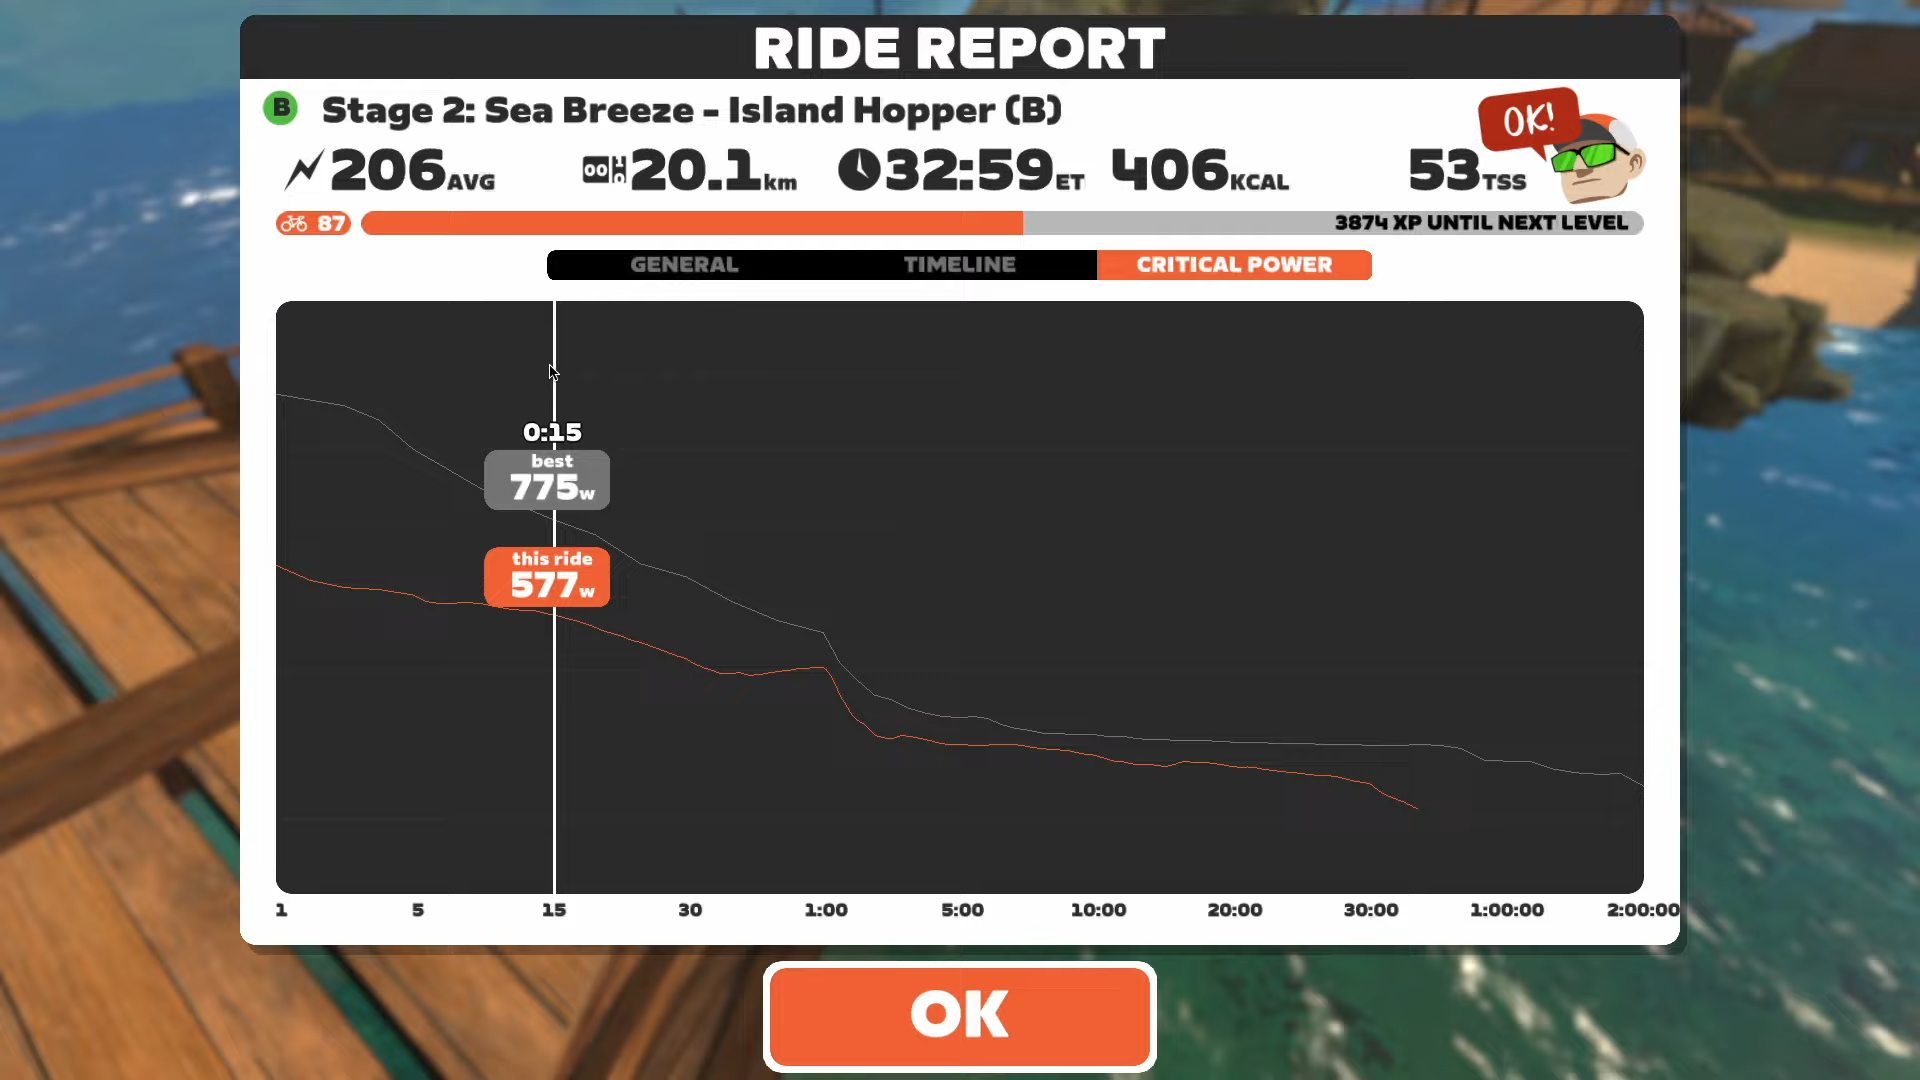 RIDE REPORT
B Stage 2: Sea Breeze - Island Hopper (B)
206AVG 20.1km 32:59ET 406KCAL 53TSS OK!
87 3874 XP UNTIL NEXT LEVEL
GENERAL TIMELINE CRITICAL POWER
0:15
best
775w
this ride
577w
1 5 15 30 1:00 5:00 10:00 20:00 30:00 1:00:00 2:00:00
OK